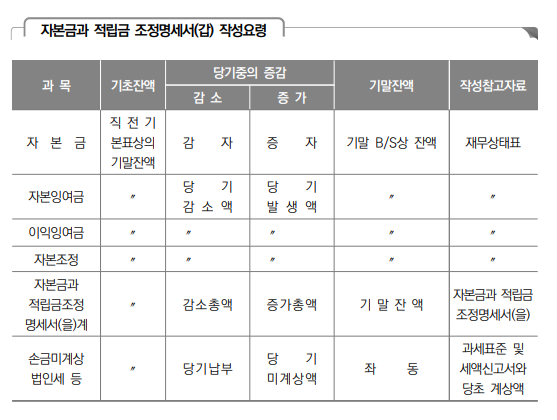 자본금과 적립금 조정명세서(갑) 작성요령
과 목 기초잔액 당기중의 증감 기말잔액 작성참고자료
감 소 증 가
자 본 금 직 전 기 본표상의 기말잔액 감 자 증 자 기말 B/S상 잔액 재무상태표
자본잉여금 〃 당 기 감 소 액 당 기 발 생 액 〃 〃
이익잉여금 〃 〃 〃 〃 〃
자본조정 〃 〃 〃 〃 〃
자본금과 적립금조정 명세서(을)계 〃 감소총액 증가총액 기 말 잔 액 자본금과 적립금 조정명세서(을)
손금미계상 법인세 등 〃 당기납부 당 기 미계상액 좌 동 과세표준 및 세액신고서와 당초 계상액